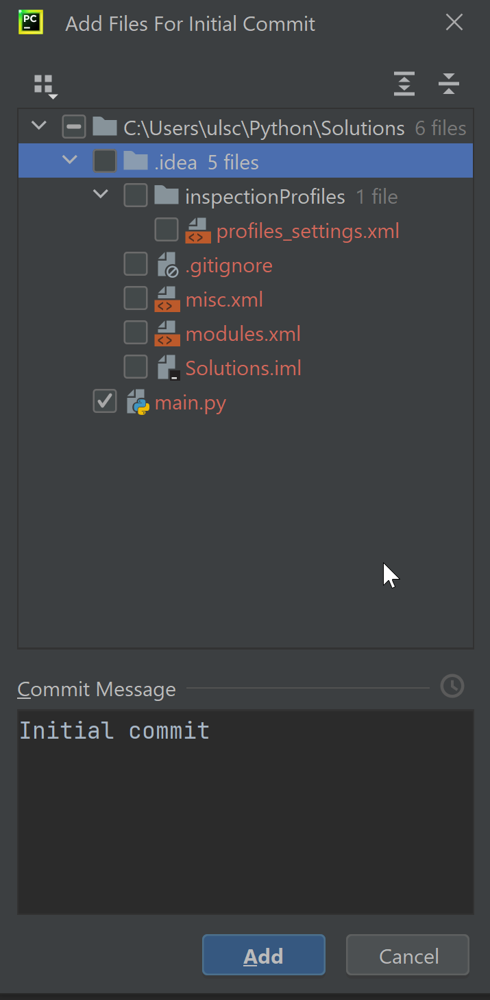 PC
Add Files For Initial Commit
C:\Users\ulsc\Python\Solutions 6 files
.idea 5 files
inspectionProfiles 1 file
<> profiles_settings.xml
.gitignore
<> misc.xml
<> modules.xml
Solutions.iml
main.py
Commit Message
Initial commit
Add Cancel